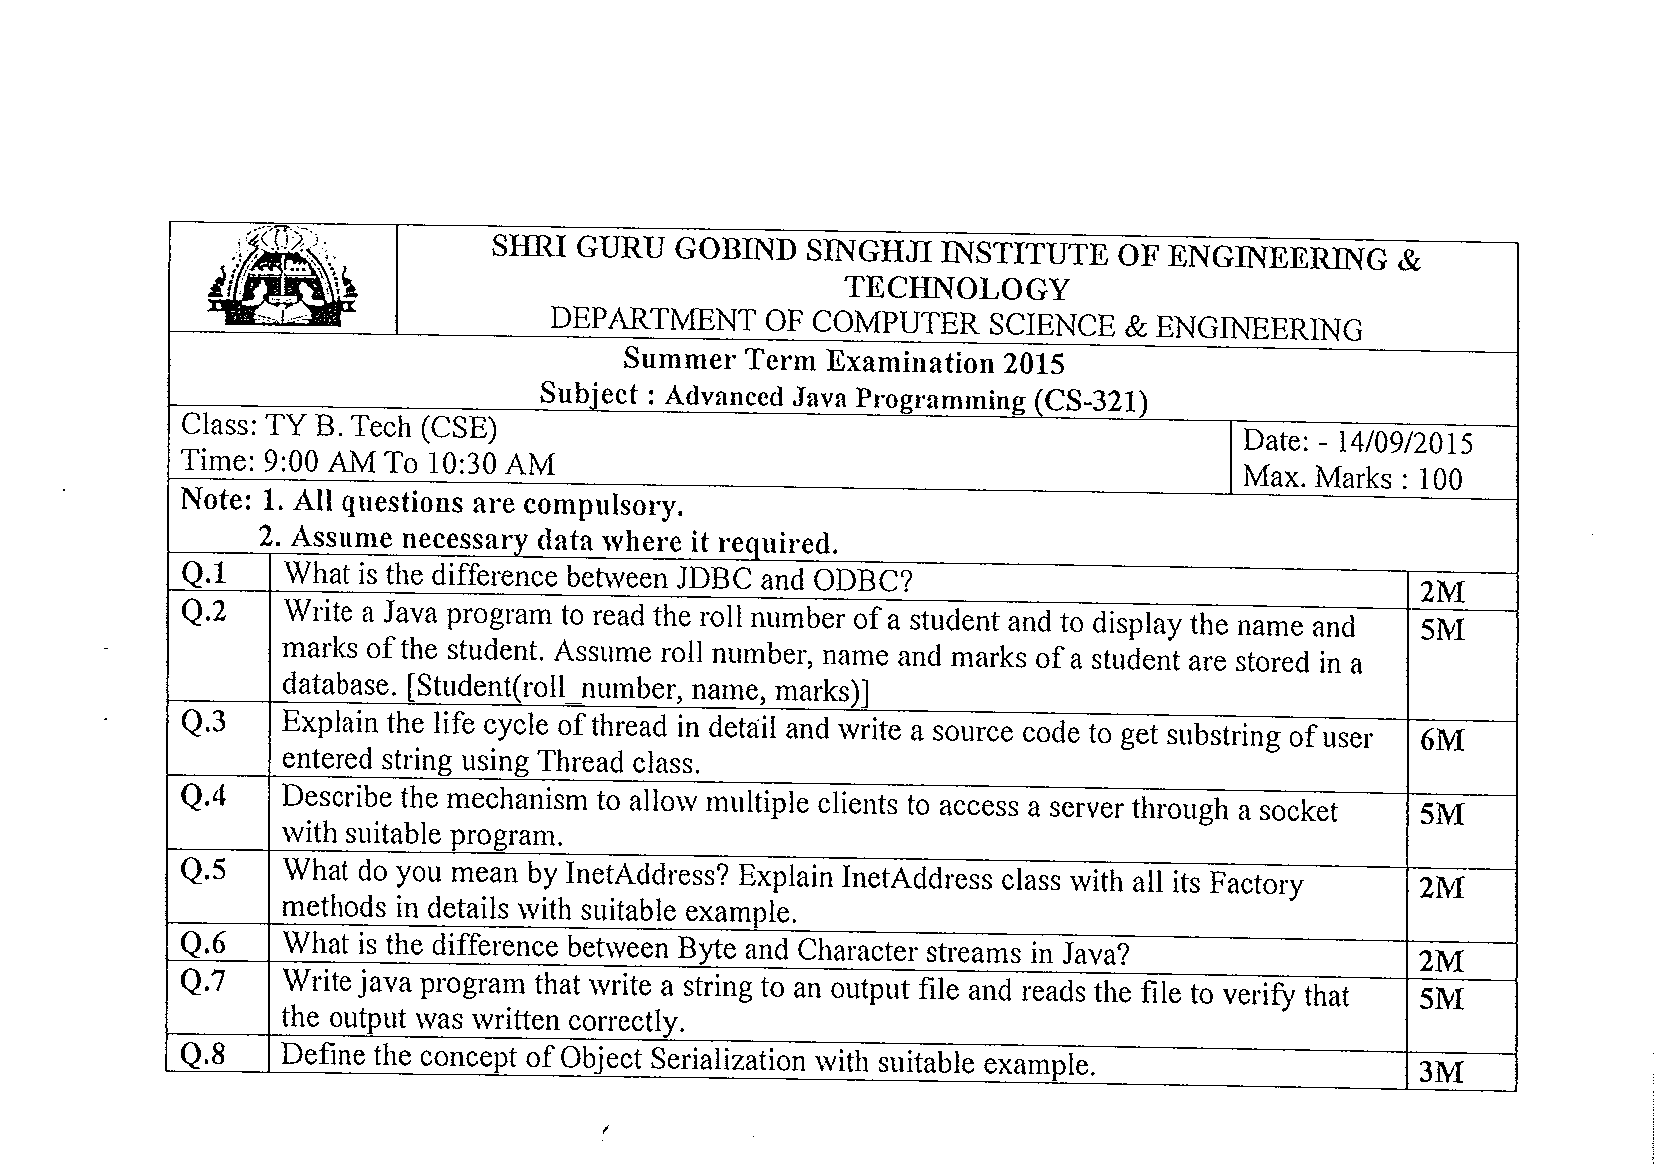 SHRI GURU GOBIND SINGHJI INSTITUTE OF ENGINEERING &
TECHNOLOGY
DEPARTMENT OF COMPUTER SCIENCE & ENGINEERING
Summer Term Examination 2015
Subject : Advanced Java Programming (CS-321)
Class: TY B. Tech (CSE)
Time: 9:00 AM To 10:30 AM
Date: - 14/09/2015
Max. Marks : 100
Note: 1. All questions are compulsory.
2. Assume necessary data where it required.
Q.1 What is the difference between JDBC and ODBC? 2M
Q.2 Write a Java program to read the roll number of a student and to display the name and 5M
marks of the student. Assume roll number, name and marks of a student are stored in a
database. [Student(roll_number, name, marks)]
Q.3 Explain the life cycle of thread in detail and write a source code to get substring of user 6M
entered string using Thread class.
Q.4 Describe the mechanism to allow multiple clients to access a server through a socket 5M
with suitable program.
Q.5 What do you mean by InetAddress? Explain InetAddress class with all its Factory 2M
methods in details with suitable example.
Q.6 What is the difference between Byte and Character streams in Java? 2M
Q.7 Write java program that write a string to an output file and reads the file to verify that 5M
the output was written correctly.
Q.8 Define the concept of Object Serialization with suitable example. 3M